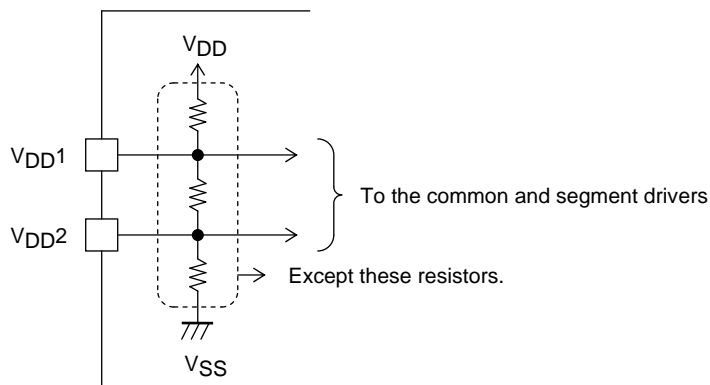 VDD
VDD1
To the common and segment drivers
VDD2
Except these resistors.
VSS